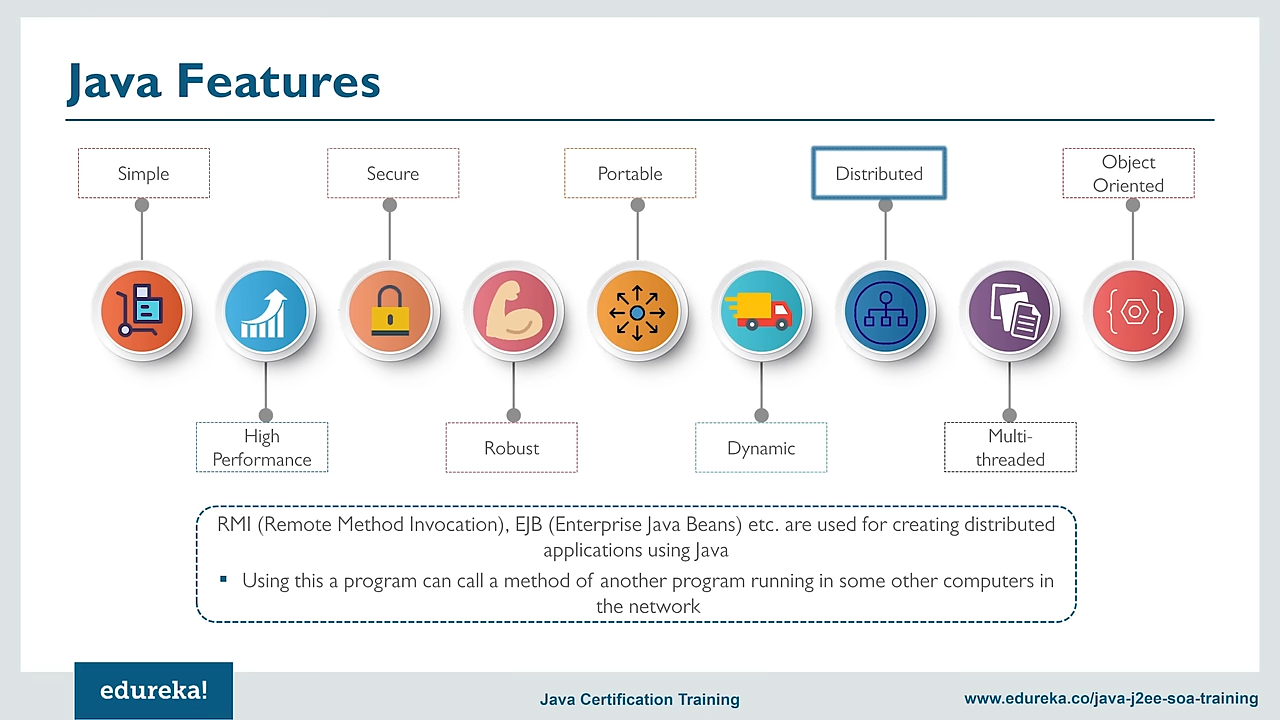 Java Features
Simple
Secure
Portable
Distributed
Object
Oriented
High
Performance
Robust
Dynamic
Multi-
threaded
RMI (Remote Method Invocation), EJB (Enterprise Java Beans) etc. are used for creating distributed
applications using Java
▪ Using this a program can call a method of another program running in some other computers in
the network
edureka!
Java Certification Training
www.edureka.co/java-j2ee-soa-training